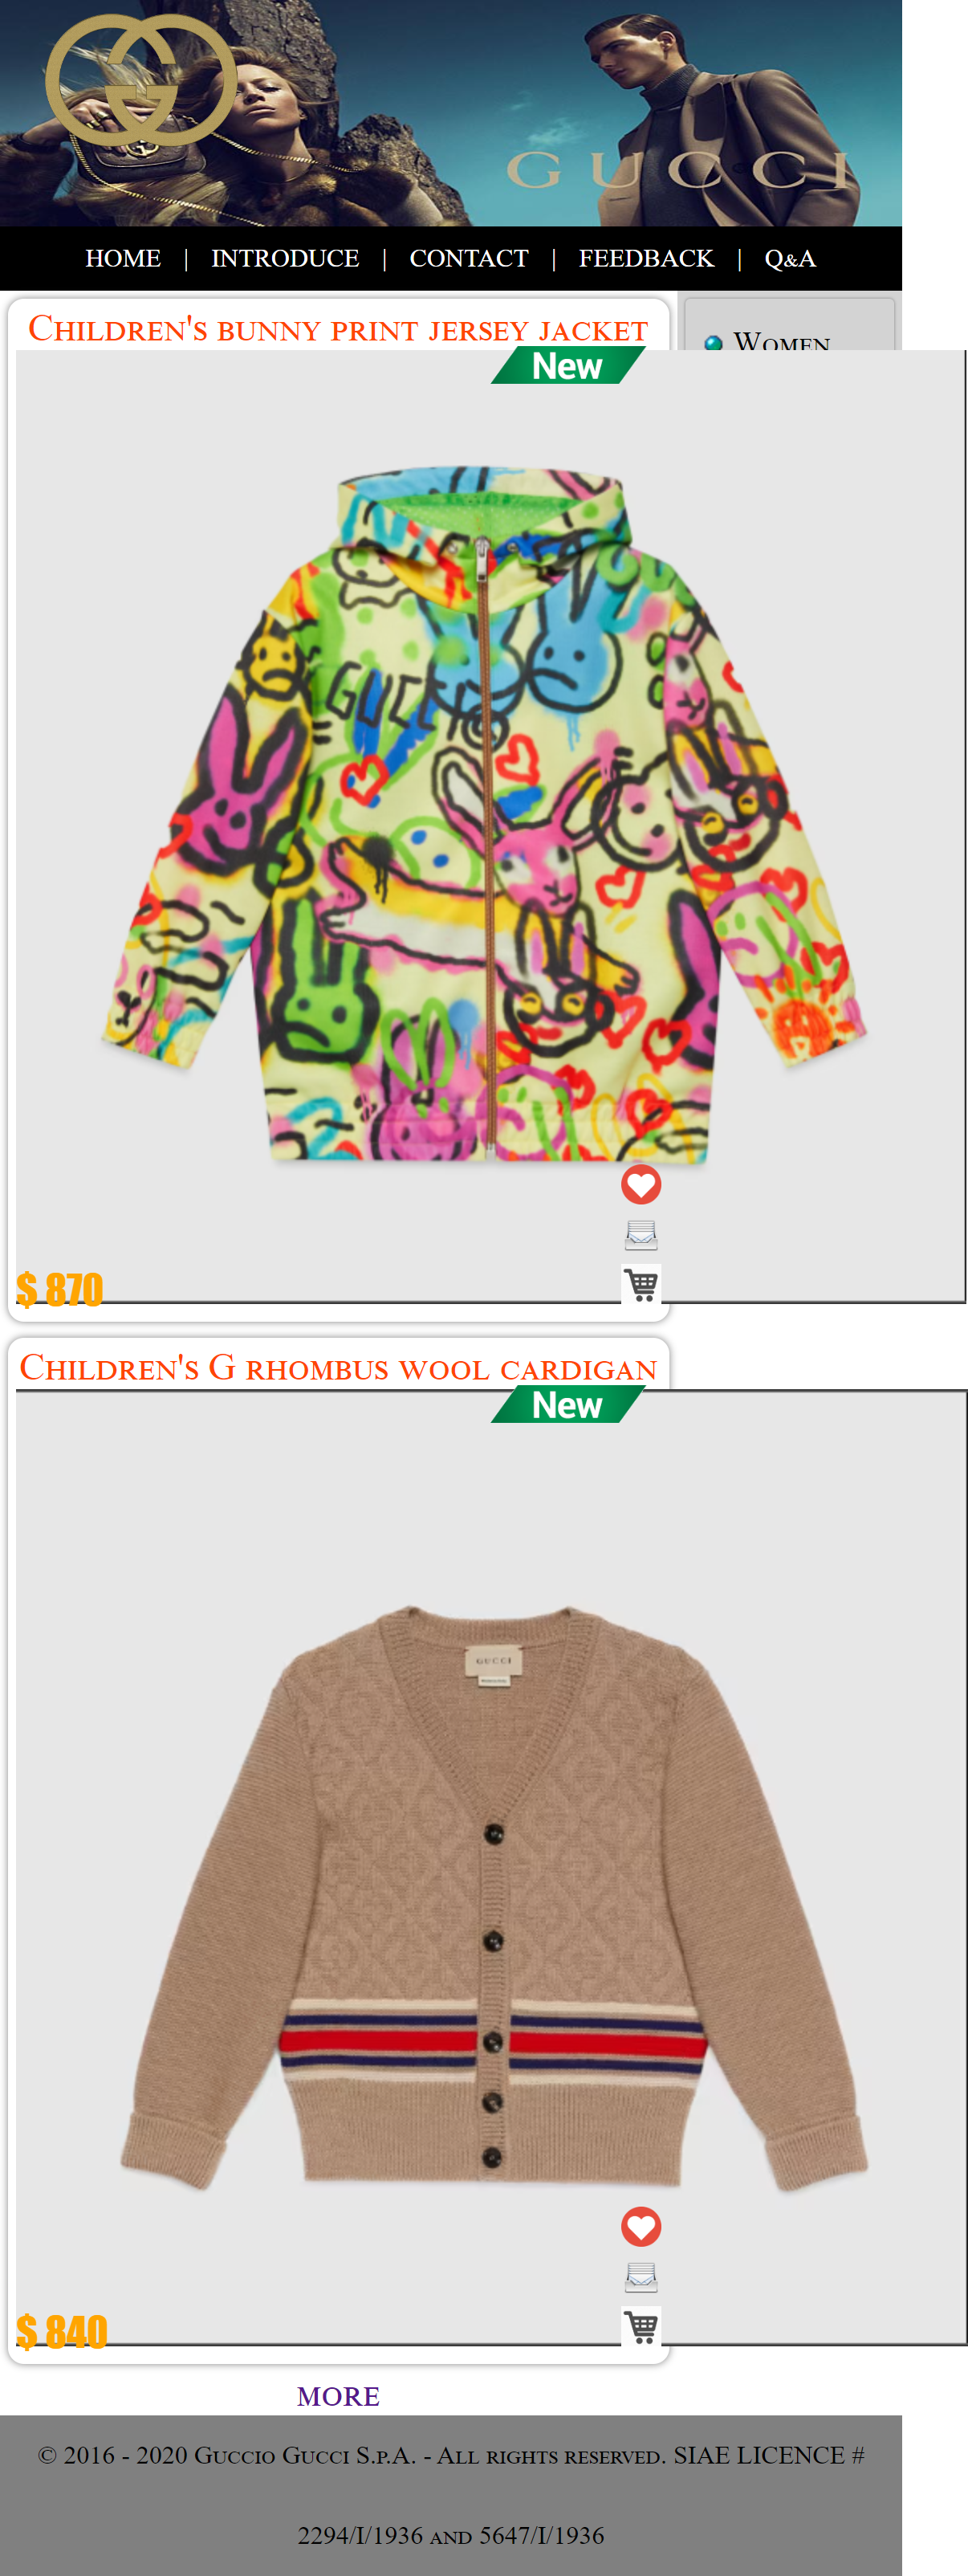 GUCCI
HOME | INTRODUCE | CONTACT | FEEDBACK | Q&A
Children's bunny print jersey jacket
Women
New
GUCCI
$ 870
Children's G rhombus wool cardigan
New
GUCCI
$ 840
MORE
© 2016 - 2020 Guccio Gucci S.p.A. - All rights reserved. SIAE LICENCE #
2294/I/1936 and 5647/I/1936